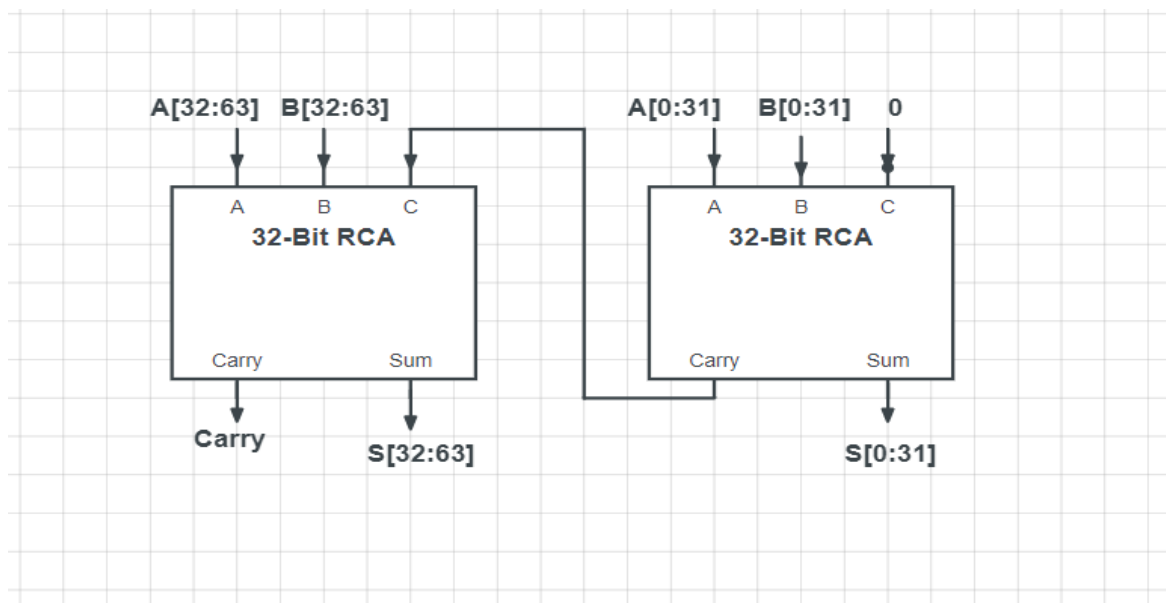 A[32:63] B[32:63] A[0:31] B[0:31] 0
A B C A B C
32-Bit RCA 32-Bit RCA
Carry Sum Carry Sum
Carry
S[32:63] S[0:31]